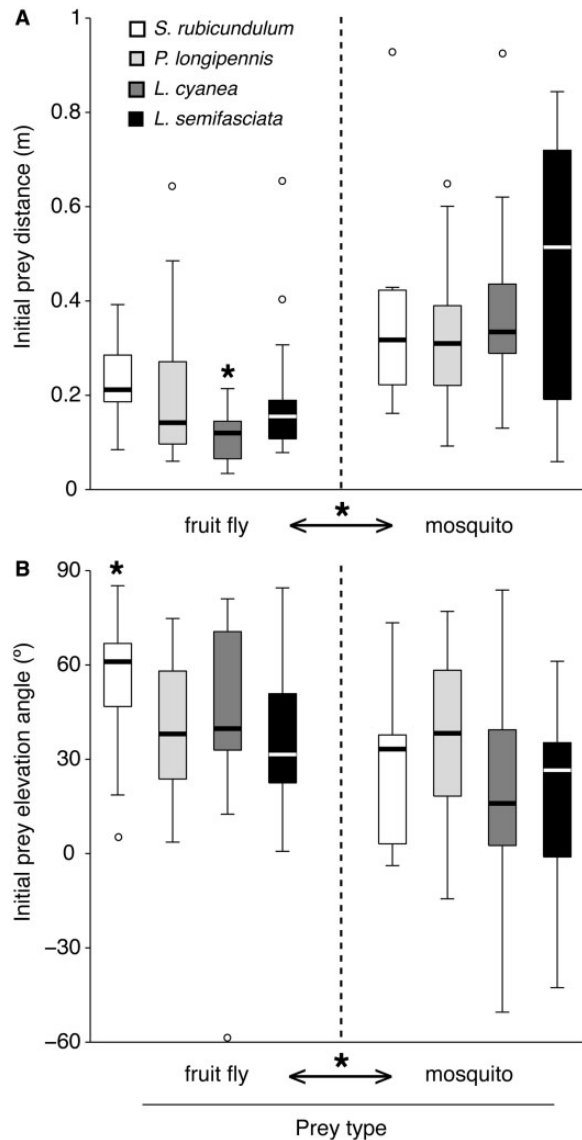 A
1
S. rubicundulum
P. longipennis
L. cyanea
L. semifasciata
0.8
0.6
0.4
0.2
0
Initial prey distance (m)
*
fruit fly * mosquito
B
90
60
30
0
–30
–60
Initial prey elevation angle (º)
*
fruit fly * mosquito
Prey type